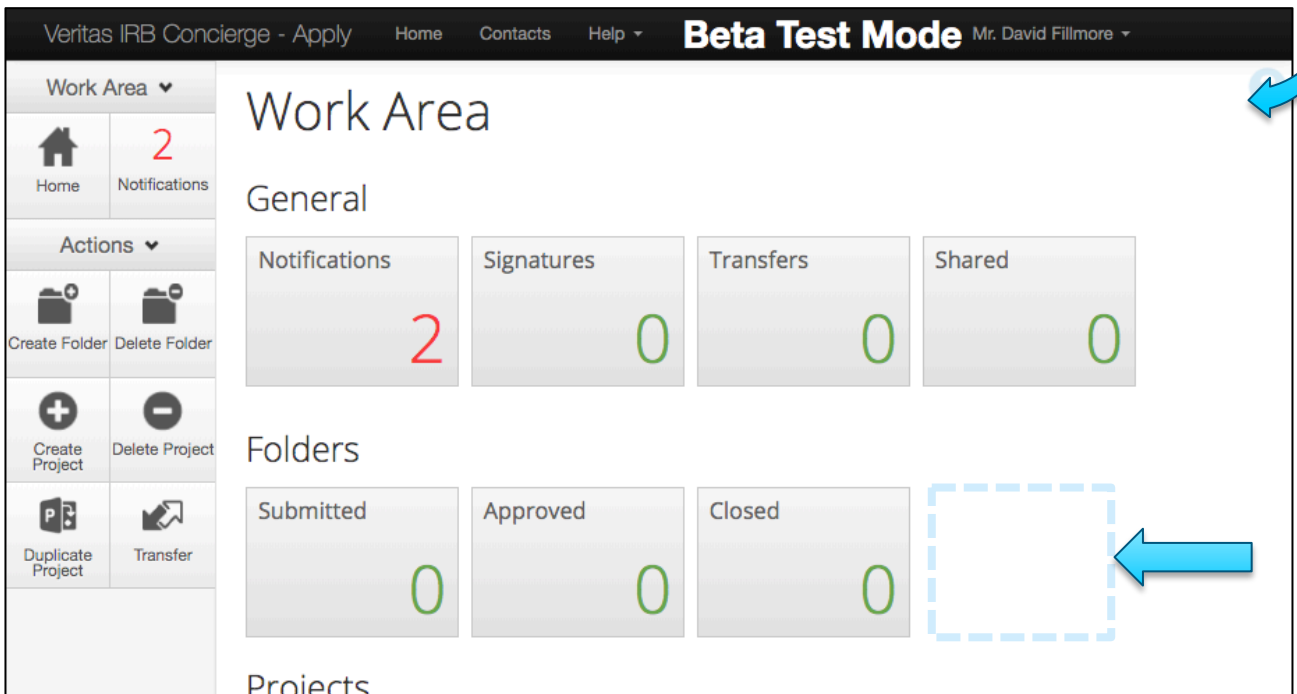 Veritas IRB Concierge - Apply Home Contacts Help Beta Test Mode Mr. David Fillmore
Work Area
Home
2
Notifications
Actions
Create Folder
Delete Folder
Create
Project
Delete Project
P
Duplicate
Project
Transfer
Work Area
General
Notifications
2
Signatures
0
Transfers
0
Shared
0
Folders
Submitted
0
Approved
0
Closed
0
Projects